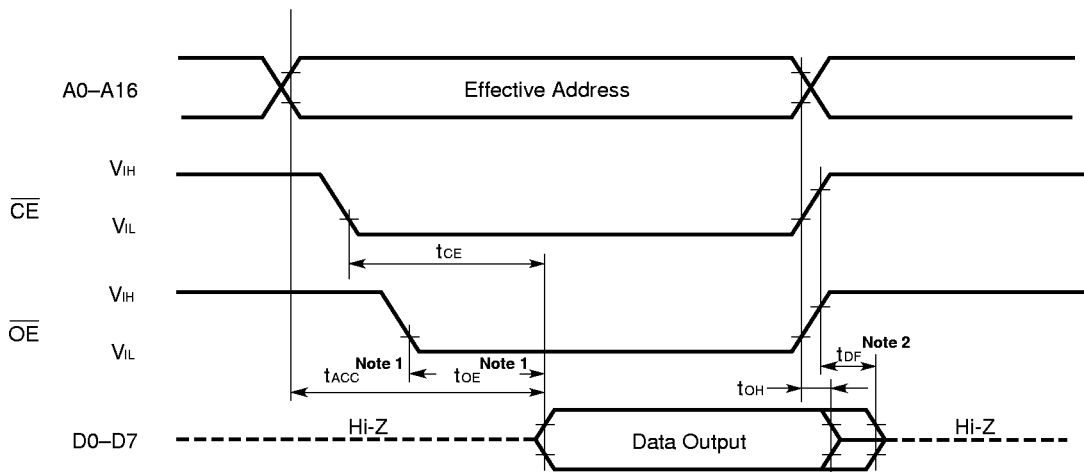 A0–A16
Effective Address
VIH
CE
VIL
tCE
VIH
OE
VIL
tACC Note 1
tOE Note 1
tDF Note 2
tOH
D0–D7
Hi-Z
Data Output
Hi-Z